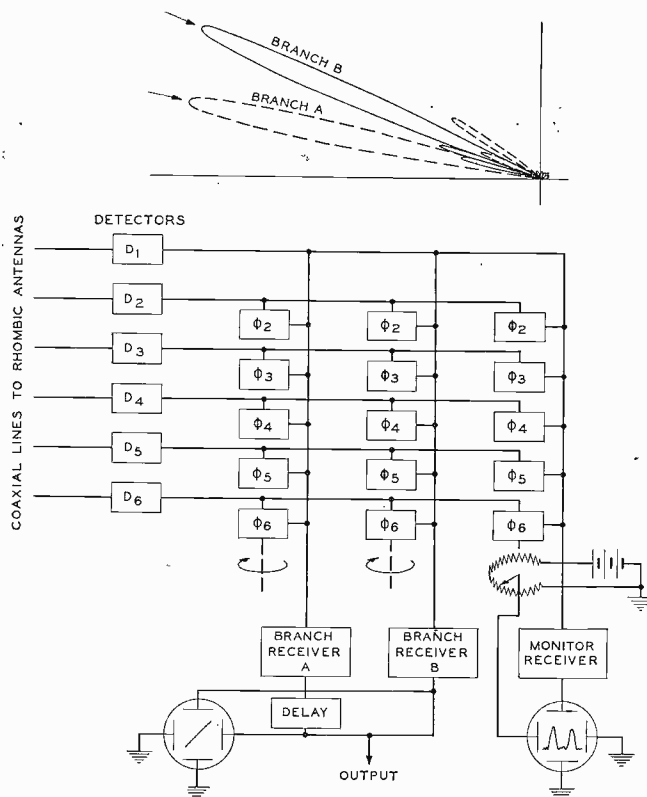 BRANCH B
BRANCH A
DETECTORS
COAXIAL LINES TO RHOMBIC ANTENNAS
D1
D2
Φ2 Φ2 Φ2
D3
Φ3 Φ3 Φ3
D4
Φ4 Φ4 Φ4
D5
Φ5 Φ5 Φ5
D6
Φ6 Φ6 Φ6
BRANCH
RECEIVER
A
BRANCH
RECEIVER
B
MONITOR
RECEIVER
DELAY
OUTPUT